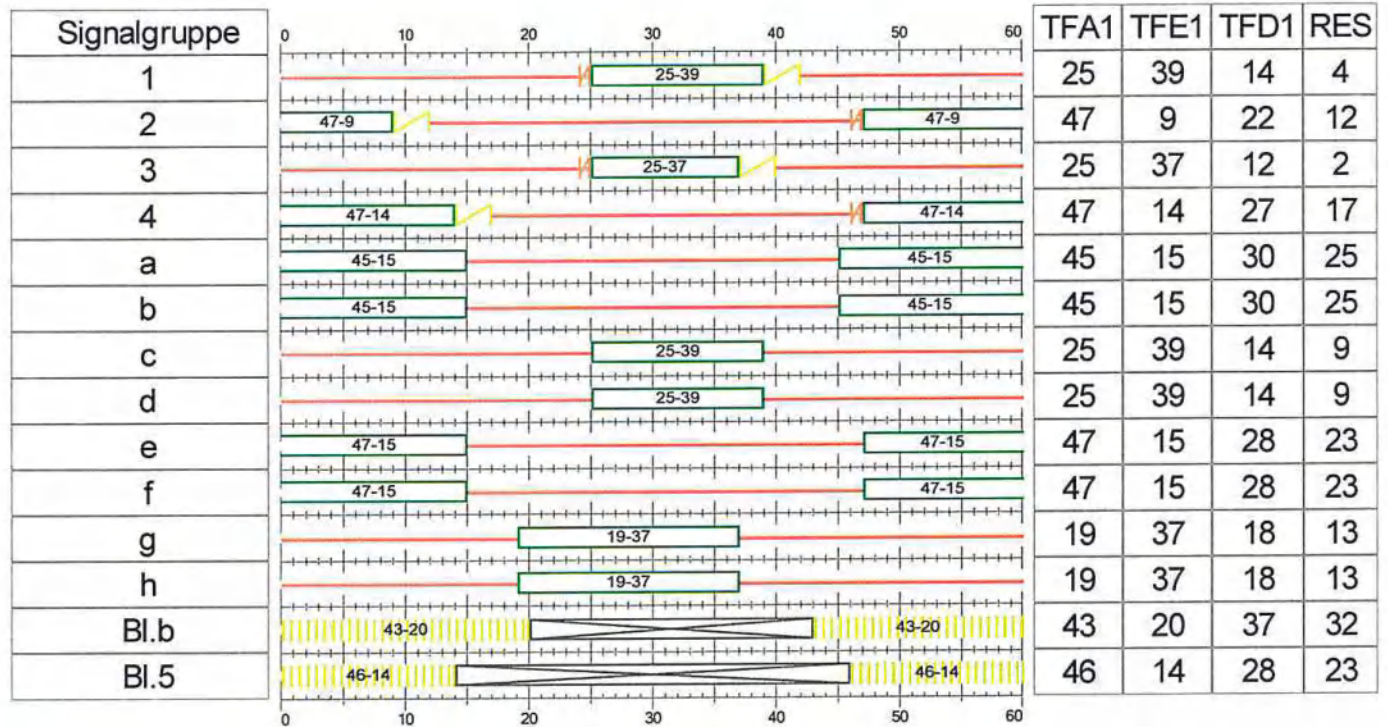 Signalgruppe 0 10 20 30 40 50 60 TFA1 TFE1 TFD1 RES
1 25-39 25 39 14 4
2 47-9 47-9 47 9 22 12
3 25-37 25 37 12 2
4 47-14 47-14 47 14 27 17
a 45-15 45-15 45 15 30 25
b 45-15 45-15 45 15 30 25
c 25-39 25 39 14 9
d 25-39 25 39 14 9
e 47-15 47-15 47 15 28 23
f 47-15 47-15 47 15 28 23
g 19-37 19 37 18 13
h 19-37 19 37 18 13
Bl.b 43-20 43-20 43 20 37 32
Bl.5 46-14 46-14 46 14 28 23
0 10 20 30 40 50 60